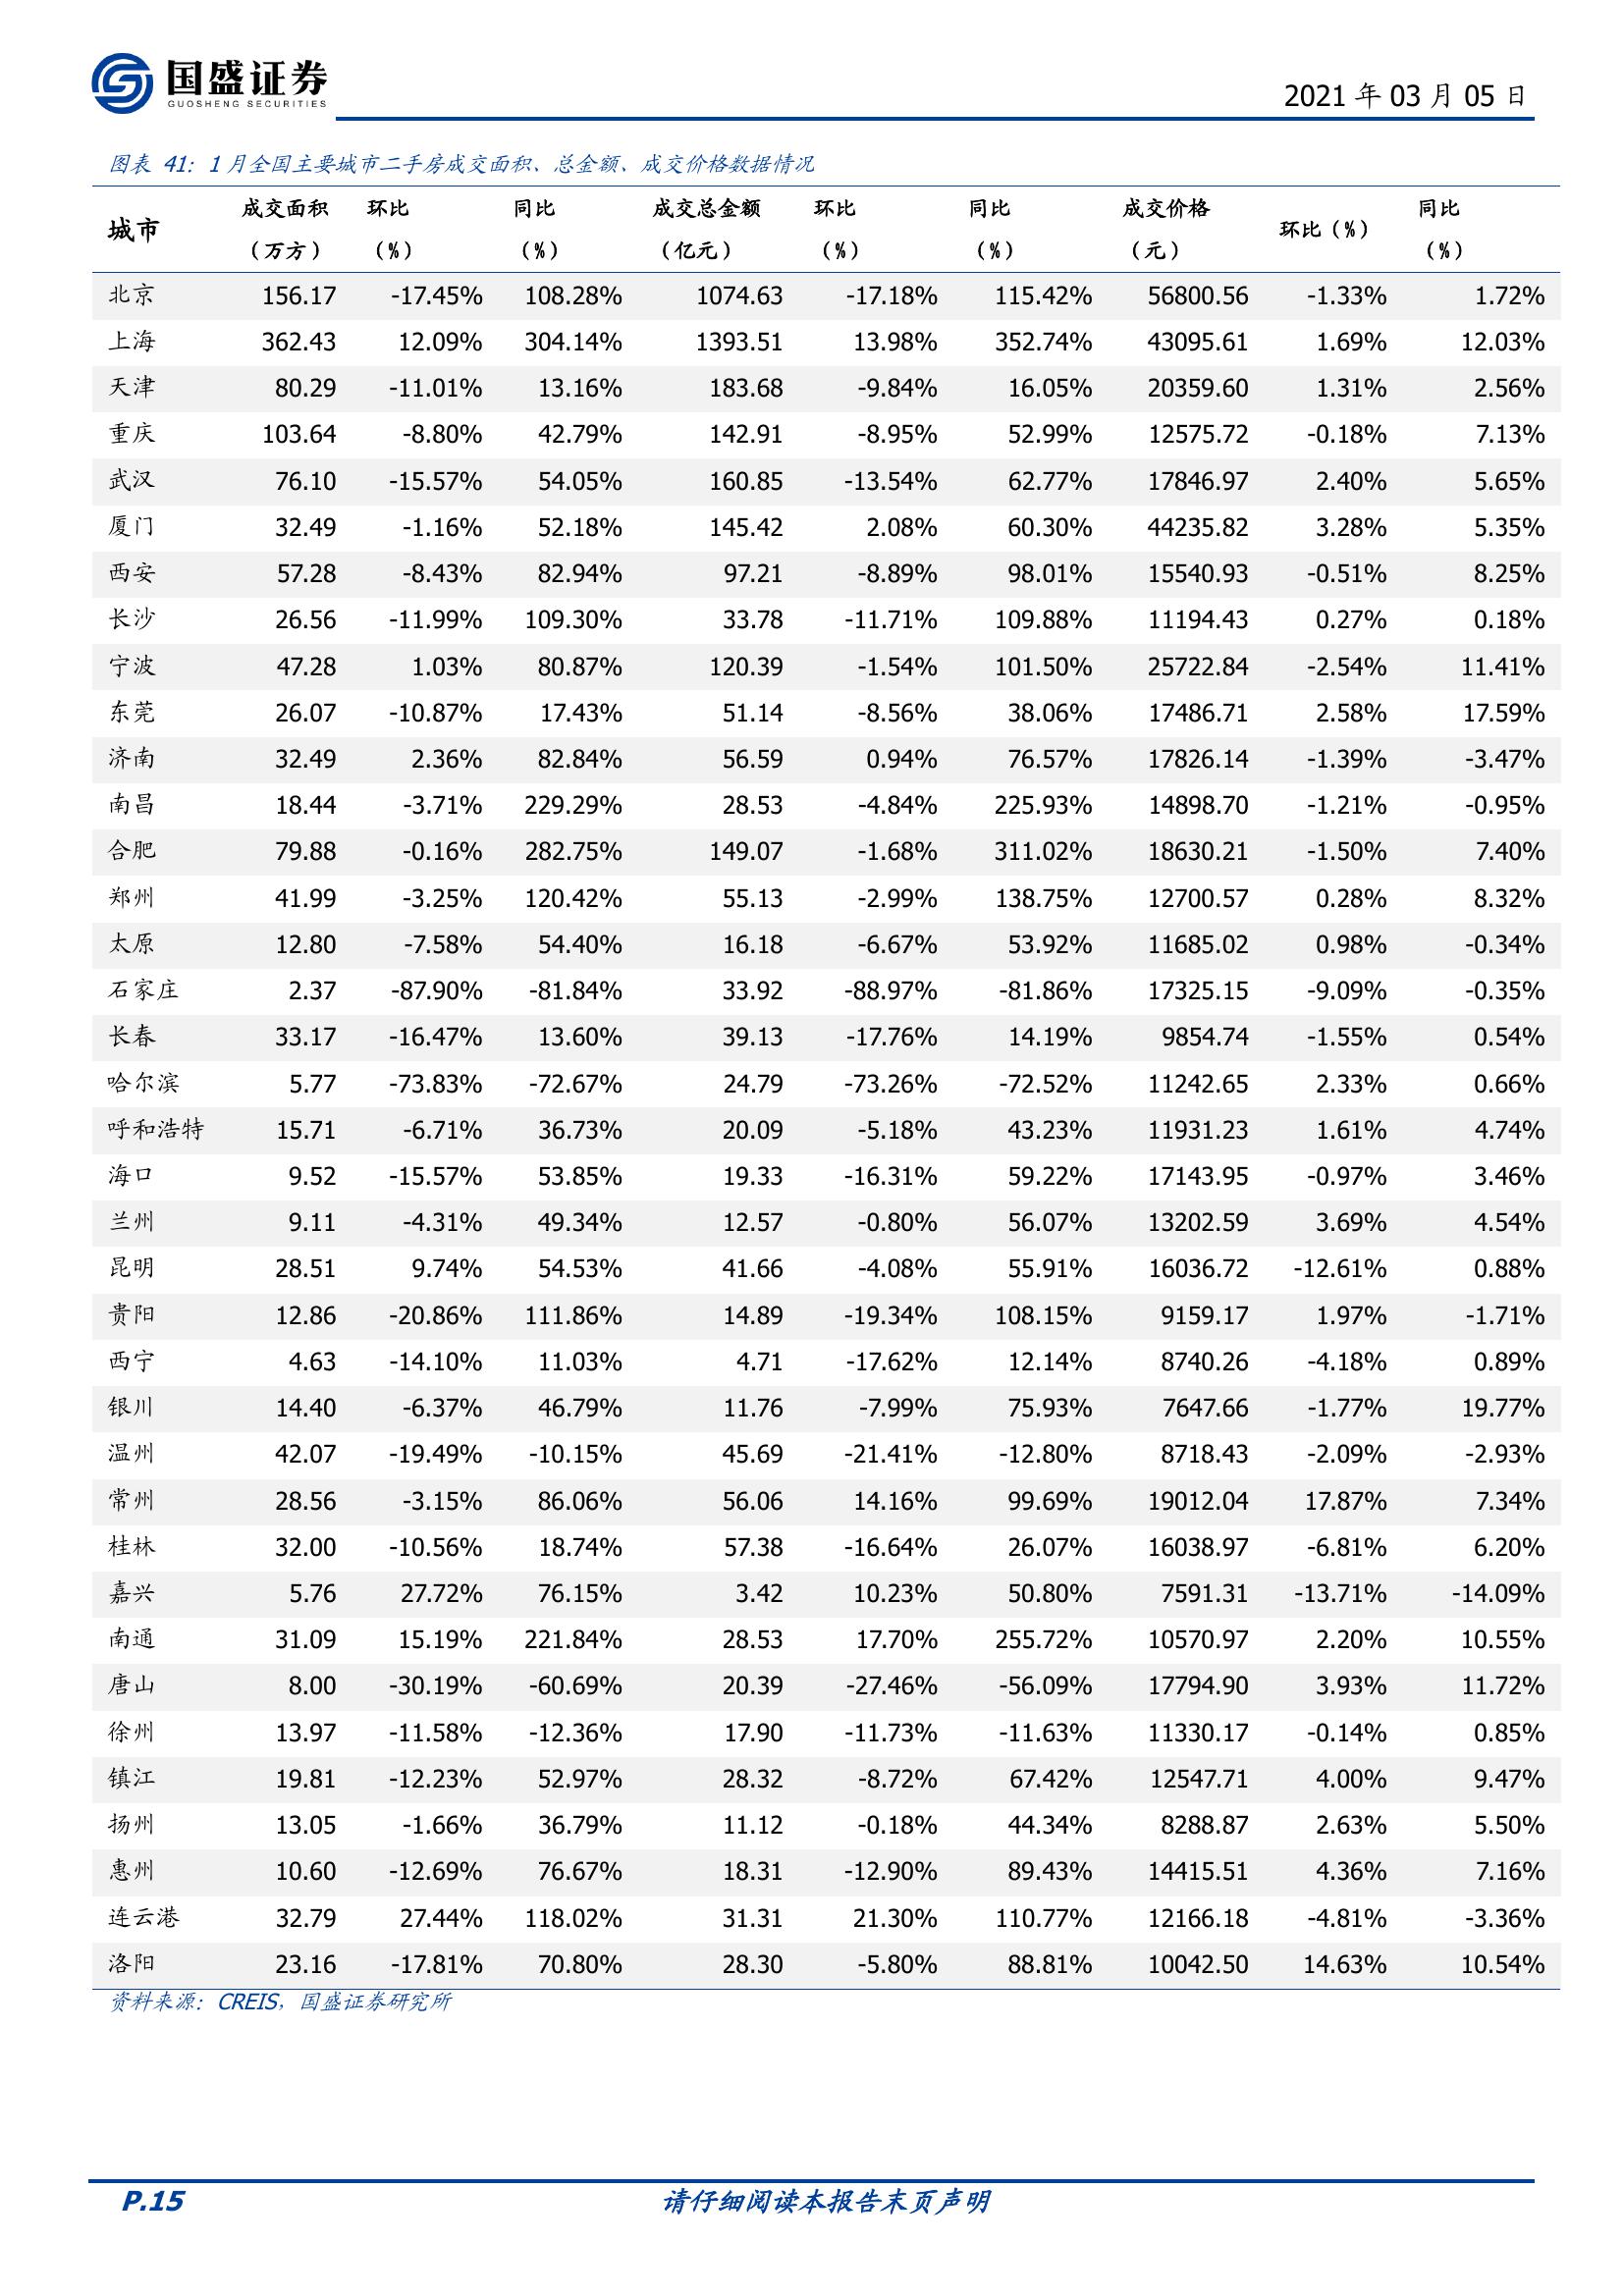 国盛证券
GUOSHENG SECURITIES
2021 年 03 月 05 日
图表 41：1 月全国主要城市二手房成交面积、总金额、成交价格数据情况
城市 成交面积（万方） 环比（%） 同比（%） 成交总金额（亿元） 环比（%） 同比（%） 成交价格（元） 环比（%） 同比（%）
北京 156.17 -17.45% 108.28% 1074.63 -17.18% 115.42% 56800.56 -1.33% 1.72%
上海 362.43 12.09% 304.14% 1393.51 13.98% 352.74% 43095.61 1.69% 12.03%
天津 80.29 -11.01% 13.16% 183.68 -9.84% 16.05% 20359.60 1.31% 2.56%
重庆 103.64 -8.80% 42.79% 142.91 -8.95% 52.99% 12575.72 -0.18% 7.13%
武汉 76.10 -15.57% 54.05% 160.85 -13.54% 62.77% 17846.97 2.40% 5.65%
厦门 32.49 -1.16% 52.18% 145.42 2.08% 60.30% 44235.82 3.28% 5.35%
西安 57.28 -8.43% 82.94% 97.21 -8.89% 98.01% 15540.93 -0.51% 8.25%
长沙 26.56 -11.99% 109.30% 33.78 -11.71% 109.88% 11194.43 0.27% 0.18%
宁波 47.28 1.03% 80.87% 120.39 -1.54% 101.50% 25722.84 -2.54% 11.41%
东莞 26.07 -10.87% 17.43% 51.14 -8.56% 38.06% 17486.71 2.58% 17.59%
济南 32.49 2.36% 82.84% 56.59 0.94% 76.57% 17826.14 -1.39% -3.47%
南昌 18.44 -3.71% 229.29% 28.53 -4.84% 225.93% 14898.70 -1.21% -0.95%
合肥 79.88 -0.16% 282.75% 149.07 -1.68% 311.02% 18630.21 -1.50% 7.40%
郑州 41.99 -3.25% 120.42% 55.13 -2.99% 138.75% 12700.57 0.28% 8.32%
太原 12.80 -7.58% 54.40% 16.18 -6.67% 53.92% 11685.02 0.98% -0.34%
石家庄 2.37 -87.90% -81.84% 33.92 -88.97% -81.86% 17325.15 -9.09% -0.35%
长春 33.17 -16.47% 13.60% 39.13 -17.76% 14.19% 9854.74 -1.55% 0.54%
哈尔滨 5.77 -73.83% -72.67% 24.79 -73.26% -72.52% 11242.65 2.33% 0.66%
呼和浩特 15.71 -6.71% 36.73% 20.09 -5.18% 43.23% 11931.23 1.61% 4.74%
海口 9.52 -15.57% 53.85% 19.33 -16.31% 59.22% 17143.95 -0.97% 3.46%
兰州 9.11 -4.31% 49.34% 12.57 -0.80% 56.07% 13202.59 3.69% 4.54%
昆明 28.51 9.74% 54.53% 41.66 -4.08% 55.91% 16036.72 -12.61% 0.88%
贵阳 12.86 -20.86% 111.86% 14.89 -19.34% 108.15% 9159.17 1.97% -1.71%
西宁 4.63 -14.10% 11.03% 4.71 -17.62% 12.14% 8740.26 -4.18% 0.89%
银川 14.40 -6.37% 46.79% 11.76 -7.99% 75.93% 7647.66 -1.77% 19.77%
温州 42.07 -19.49% -10.15% 45.69 -21.41% -12.80% 8718.43 -2.09% -2.93%
常州 28.56 -3.15% 86.06% 56.06 14.16% 99.69% 19012.04 17.87% 7.34%
桂林 32.00 -10.56% 18.74% 57.38 -16.64% 26.07% 16038.97 -6.81% 6.20%
嘉兴 5.76 27.72% 76.15% 3.42 10.23% 50.80% 7591.31 -13.71% -14.09%
南通 31.09 15.19% 221.84% 28.53 17.70% 255.72% 10570.97 2.20% 10.55%
唐山 8.00 -30.19% -60.69% 20.39 -27.46% -56.09% 17794.90 3.93% 11.72%
徐州 13.97 -11.58% -12.36% 17.90 -11.73% -11.63% 11330.17 -0.14% 0.85%
镇江 19.81 -12.23% 52.97% 28.32 -8.72% 67.42% 12547.71 4.00% 9.47%
扬州 13.05 -1.66% 36.79% 11.12 -0.18% 44.34% 8288.87 2.63% 5.50%
惠州 10.60 -12.69% 76.67% 18.31 -12.90% 89.43% 14415.51 4.36% 7.16%
连云港 32.79 27.44% 118.02% 31.31 21.30% 110.77% 12166.18 -4.81% -3.36%
洛阳 23.16 -17.81% 70.80% 28.30 -5.80% 88.81% 10042.50 14.63% 10.54%
资料来源：CREIS，国盛证券研究所
P.15 请仔细阅读本报告末页声明